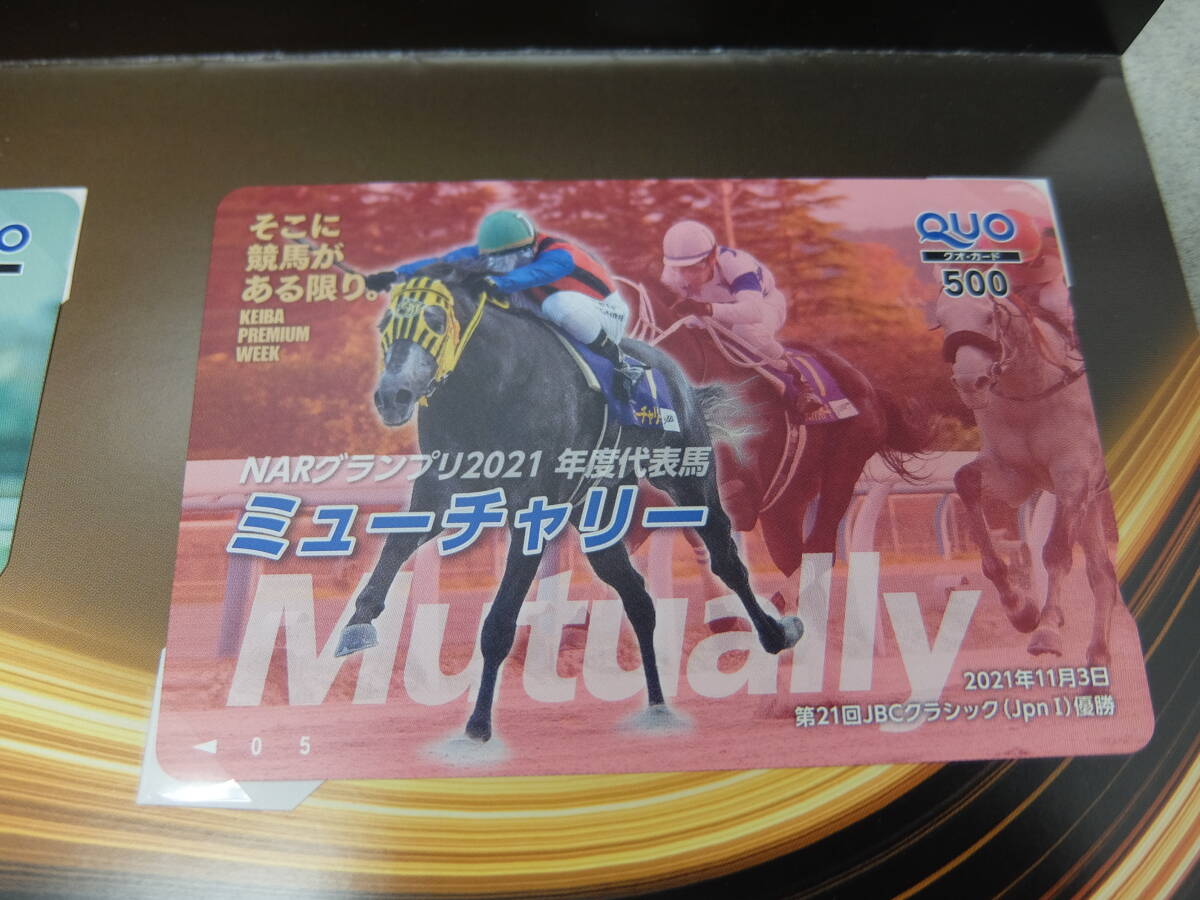 そこに
競馬が
ある限り。
KEIBA
PREMIUM
WEEK
QUO
クオ・カード
500
NARグランプリ2021 年度代表馬
ミューチャリー
Mutually
2021年11月3日
第21回JBCクラシック(Jpn I)優勝
0 5